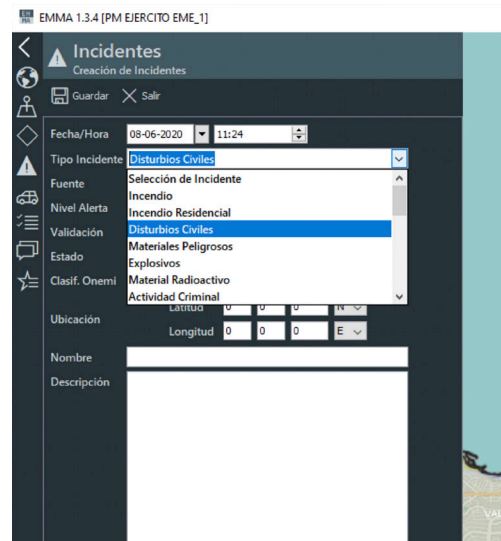 EH
MA
EMMA 1.3.4 [PM EJERCITO EME_1]
Incidentes
Creación de Incidentes
Guardar Salir
Fecha/Hora 08-06-2020 11:24
Tipo Incidente Disturbios Civiles
Selección de Incidente
Fuente
Incendio
Nivel Alerta
Incendio Residencial
Validación
Disturbios Civiles
Estado
Materiales Peligrosos
Explosivos
Clasif. Onemi
Material Radioactivo
Actividad Criminal
Ubicación
Latitud 0 0 0 N
Longitud 0 0 0 E
Nombre
Descripción
VAL